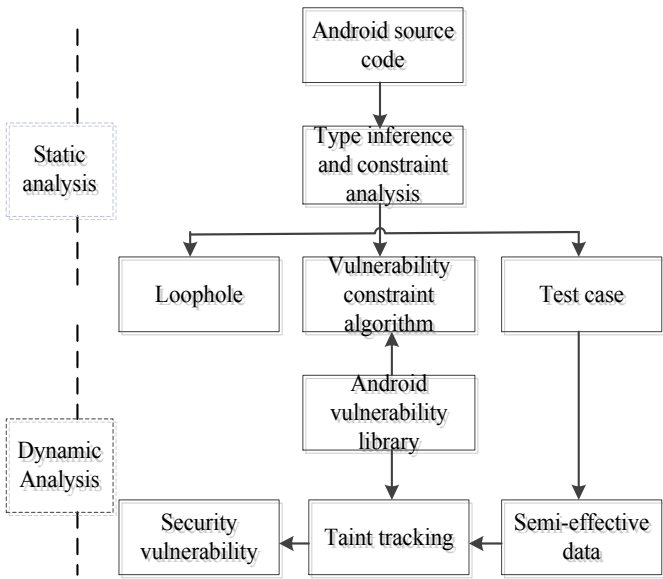 Android source
code
Static
analysis
Type inference
and constraint
analysis
Loophole
Vulnerability
constraint
algorithm
Test case
Android
vulnerability
library
Dynamic
Analysis
Security
vulnerability
Taint tracking
Semi-effective
data